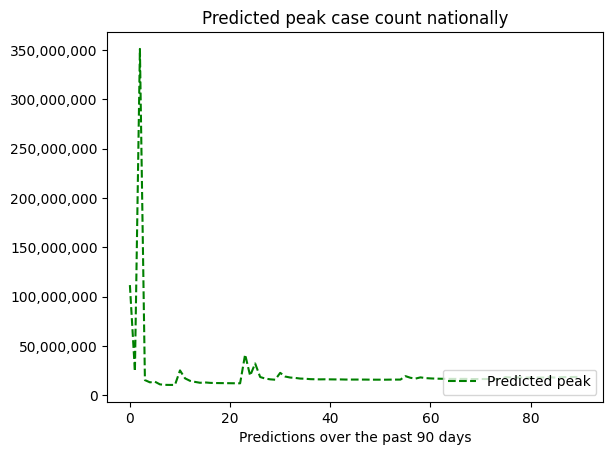 Predicted peak case count nationally
350,000,000
300,000,000
250,000,000
200,000,000
150,000,000
100,000,000
50,000,000
0
Predicted peak
0 20 40 60 80
Predictions over the past 90 days